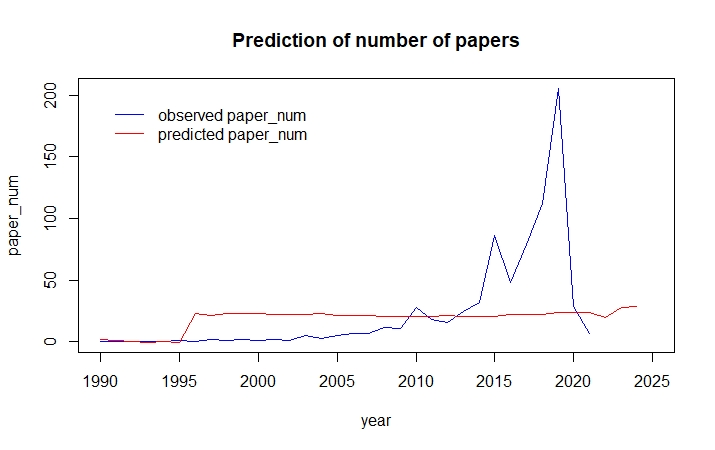 Prediction of number of papers
observed paper_num
predicted paper_num
200
150
100
50
0
paper_num
1990 1995 2000 2005 2010 2015 2020 2025
year